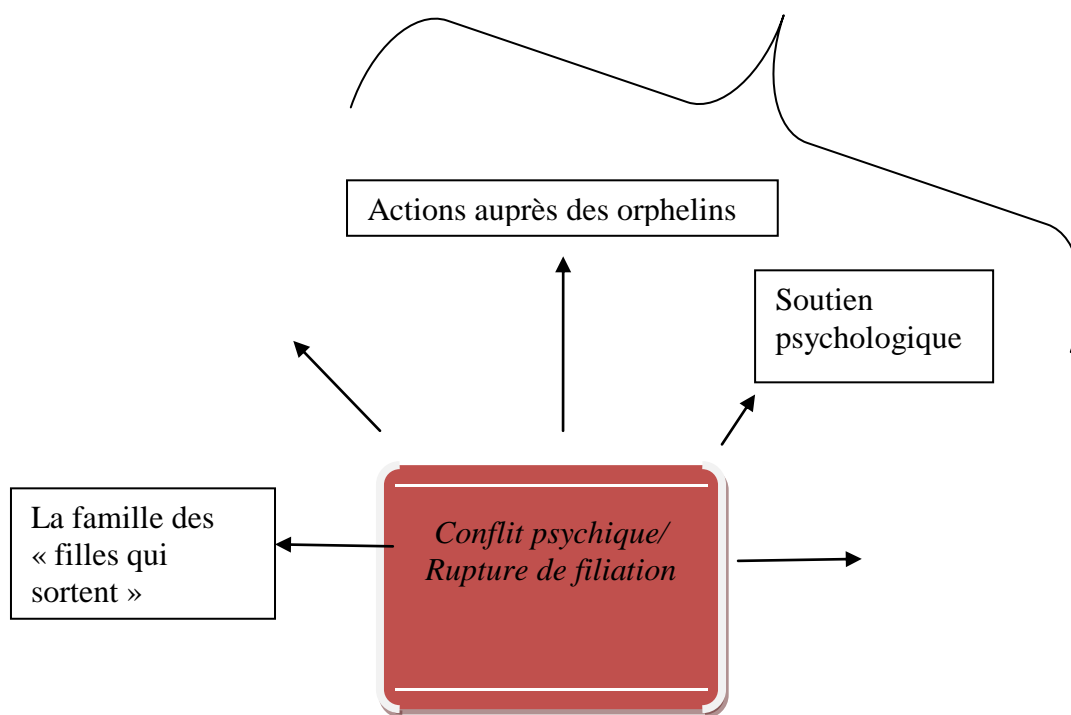 Actions auprès des orphelins
Soutien
psychologique
La famille des
« filles qui
sortent »
Conflit psychique/
Rupture de filiation